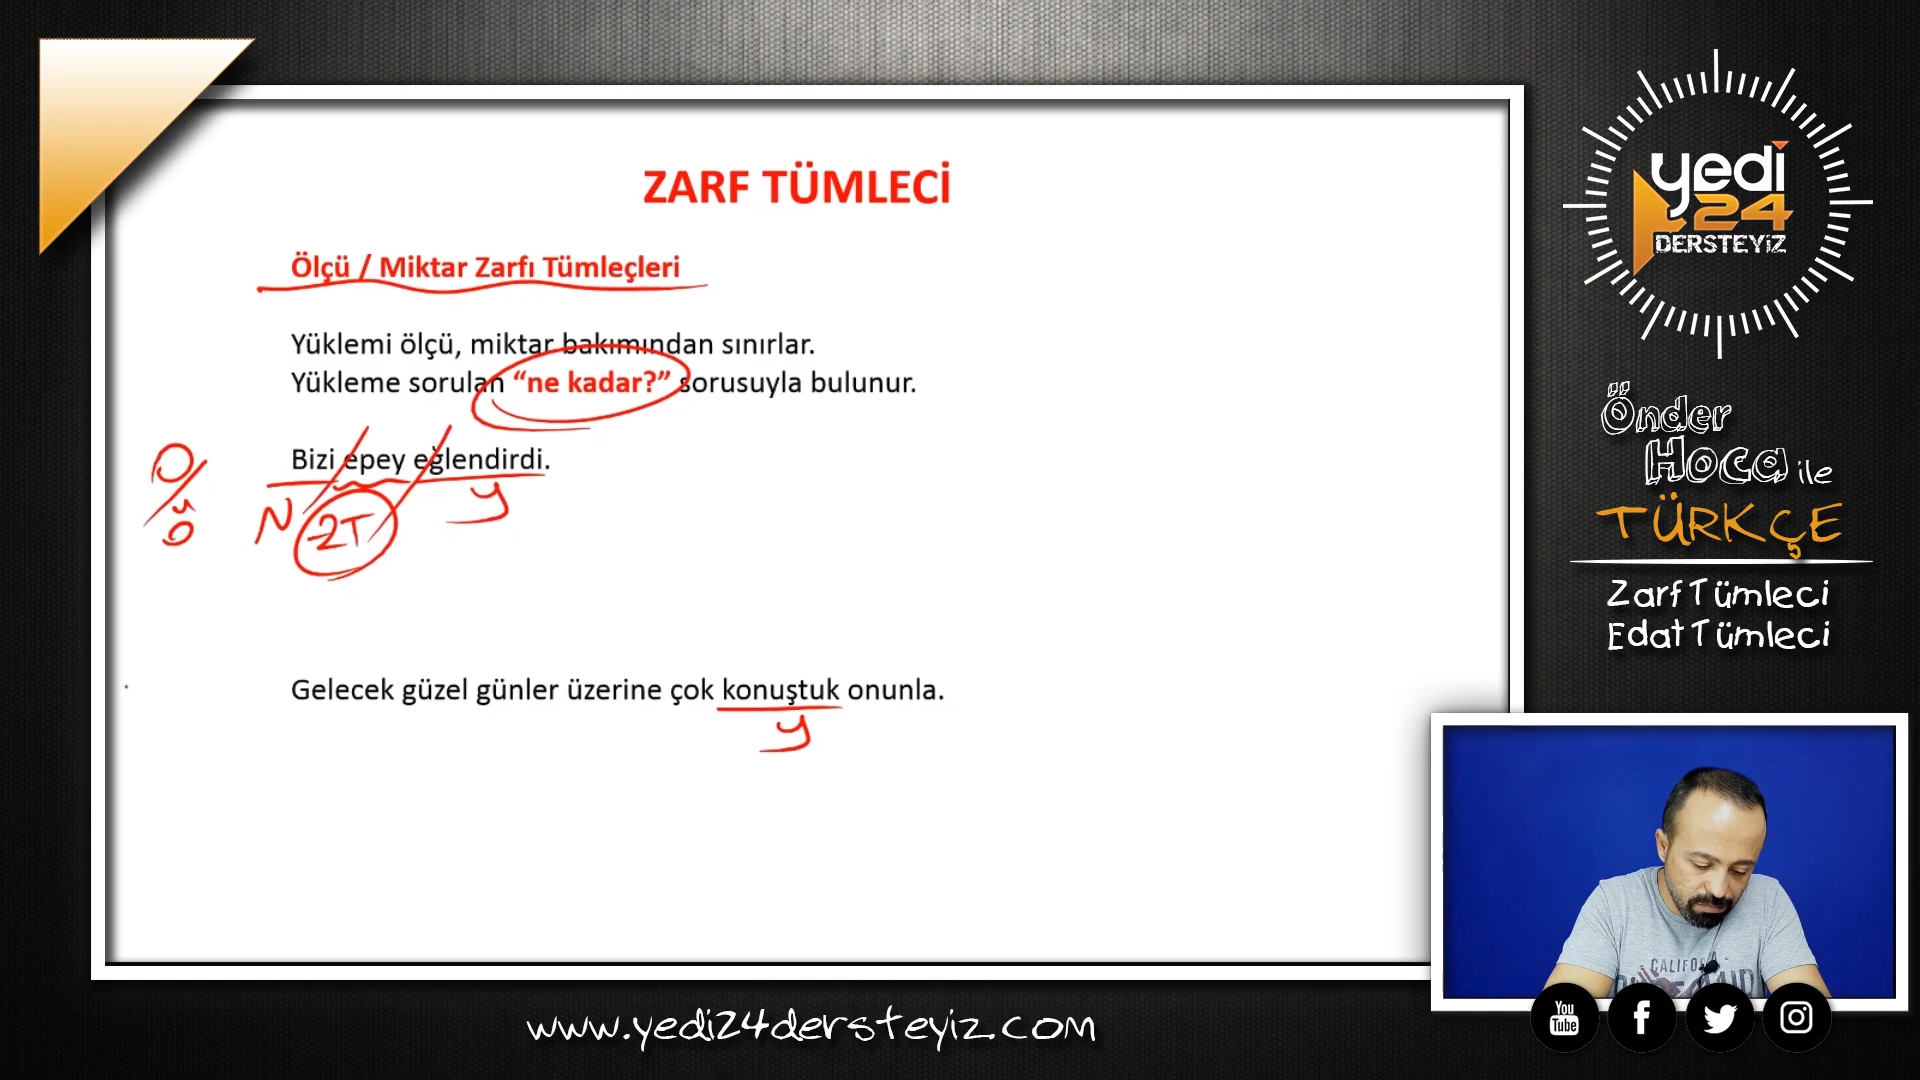 ZARF TÜMLECİ
Ölçü / Miktar Zarfı Tümleçleri
Yüklemi ölçü, miktar bakımından sınırlar.
Yükleme sorulan “ne kadar?” sorusuyla bulunur.
Bizi epey eğlendirdi.
N ZT y
Gelecek güzel günler üzerine çok konuştuk onunla.
y
yedi
24
DERSTEYİZ
Önder
Hoca ile
TÜRKÇE
Zarf Tümleci
Edat Tümleci
CALIFO
You
Tube
www.yedi24dersteyiz.com